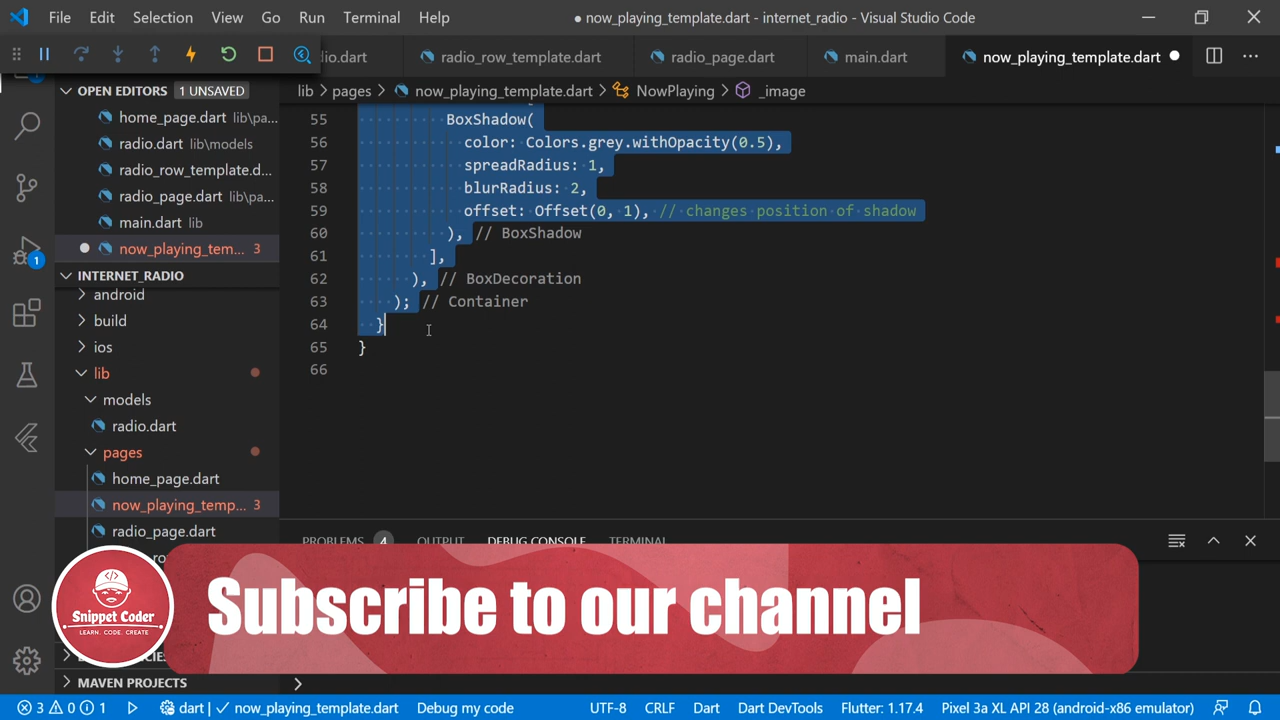 File Edit Selection View Go Run Terminal Help
● now_playing_template.dart - internet_radio - Visual Studio Code
dio.dart radio_row_template.dart radio_page.dart main.dart now_playing_template.dart
OPEN EDITORS 1 UNSAVED
lib > pages > now_playing_template.dart > NowPlaying > _image
home_page.dart lib\pa...
radio.dart lib\models
radio_row_template.d...
radio_page.dart lib\pa...
main.dart lib
now_playing_tem... 3
1
INTERNET_RADIO
android
build
ios
lib
models
radio.dart
pages
home_page.dart
now_playing_temp... 3
radio_page.dart
55 BoxShadow(
56 color: Colors.grey.withOpacity(0.5),
57 spreadRadius: 1,
58 blurRadius: 2,
59 offset: Offset(0, 1), // changes position of shadow
60 ), // BoxShadow
61 ],
62 ), // BoxDecoration
63 ); // Container
64 }
65 }
66
PROBLEMS 4 OUTPUT DEBUG CONSOLE TERMINAL
Snippet Coder
LEARN. CODE. CREATE
Subscribe to our channel
MAVEN PROJECTS
3 0 1 dart | ✓ now_playing_template.dart Debug my code UTF-8 CRLF Dart Dart DevTools Flutter: 1.17.4 Pixel 3a XL API 28 (android-x86 emulator)